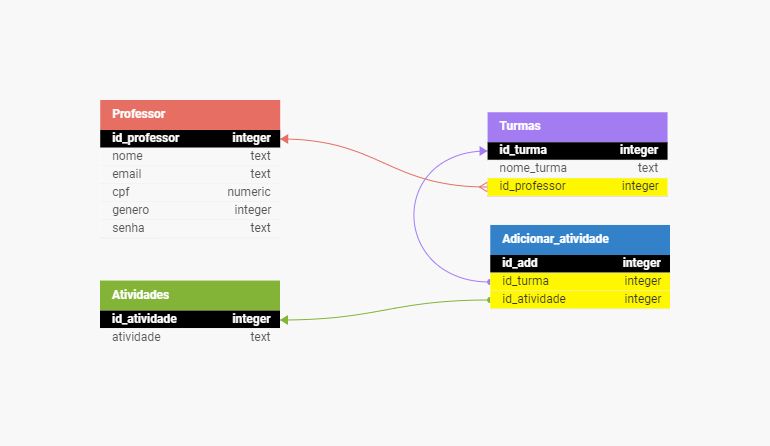 Professor
id_professor integer
nome text
email text
cpf numeric
genero integer
senha text
Atividades
id_atividade integer
atividade text
Turmas
id_turma integer
nome_turma text
id_professor integer
Adicionar_atividade
id_add integer
id_turma integer
id_atividade integer